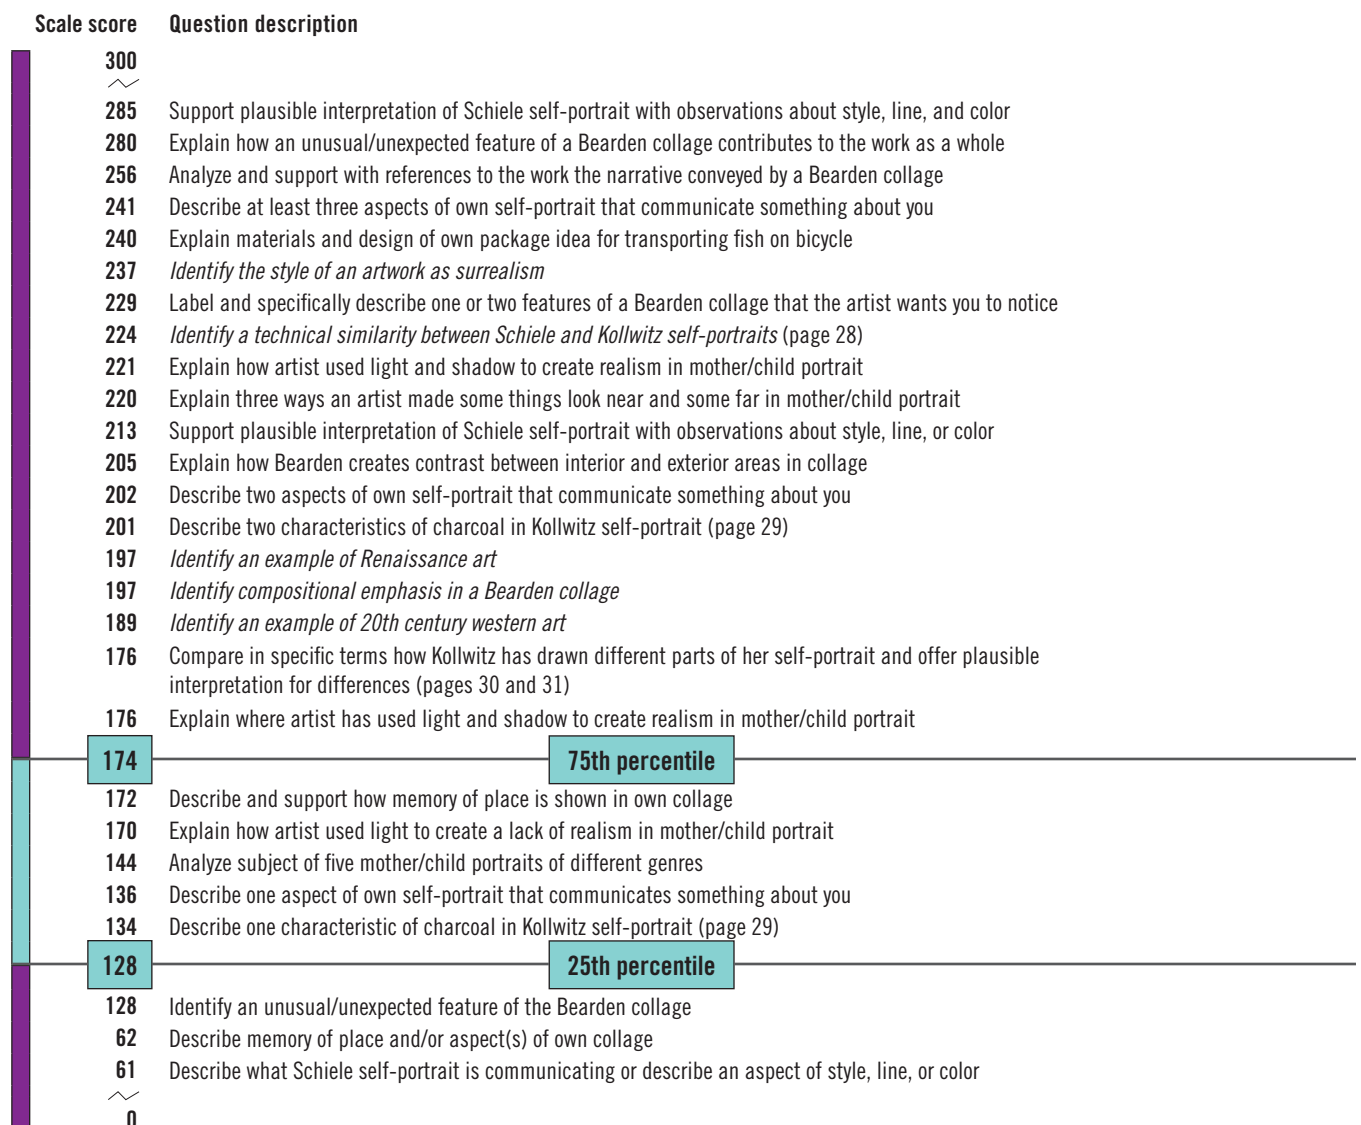 Scale score Question description
300
285 Support plausible interpretation of Schiele self-portrait with observations about style, line, and color
280 Explain how an unusual/unexpected feature of a Bearden collage contributes to the work as a whole
256 Analyze and support with references to the work the narrative conveyed by a Bearden collage
241 Describe at least three aspects of own self-portrait that communicate something about you
240 Explain materials and design of own package idea for transporting fish on bicycle
237 Identify the style of an artwork as surrealism
229 Label and specifically describe one or two features of a Bearden collage that the artist wants you to notice
224 Identify a technical similarity between Schiele and Kollwitz self-portraits (page 28)
221 Explain how artist used light and shadow to create realism in mother/child portrait
220 Explain three ways an artist made some things look near and some far in mother/child portrait
213 Support plausible interpretation of Schiele self-portrait with observations about style, line, or color
205 Explain how Bearden creates contrast between interior and exterior areas in collage
202 Describe two aspects of own self-portrait that communicate something about you
201 Describe two characteristics of charcoal in Kollwitz self-portrait (page 29)
197 Identify an example of Renaissance art
197 Identify compositional emphasis in a Bearden collage
189 Identify an example of 20th century western art
176 Compare in specific terms how Kollwitz has drawn different parts of her self-portrait and offer plausible
interpretation for differences (pages 30 and 31)
176 Explain where artist has used light and shadow to create realism in mother/child portrait
174 75th percentile
172 Describe and support how memory of place is shown in own collage
170 Explain how artist used light to create a lack of realism in mother/child portrait
144 Analyze subject of five mother/child portraits of different genres
136 Describe one aspect of own self-portrait that communicates something about you
134 Describe one characteristic of charcoal in Kollwitz self-portrait (page 29)
128 25th percentile
128 Identify an unusual/unexpected feature of the Bearden collage
62 Describe memory of place and/or aspect(s) of own collage
61 Describe what Schiele self-portrait is communicating or describe an aspect of style, line, or color
0